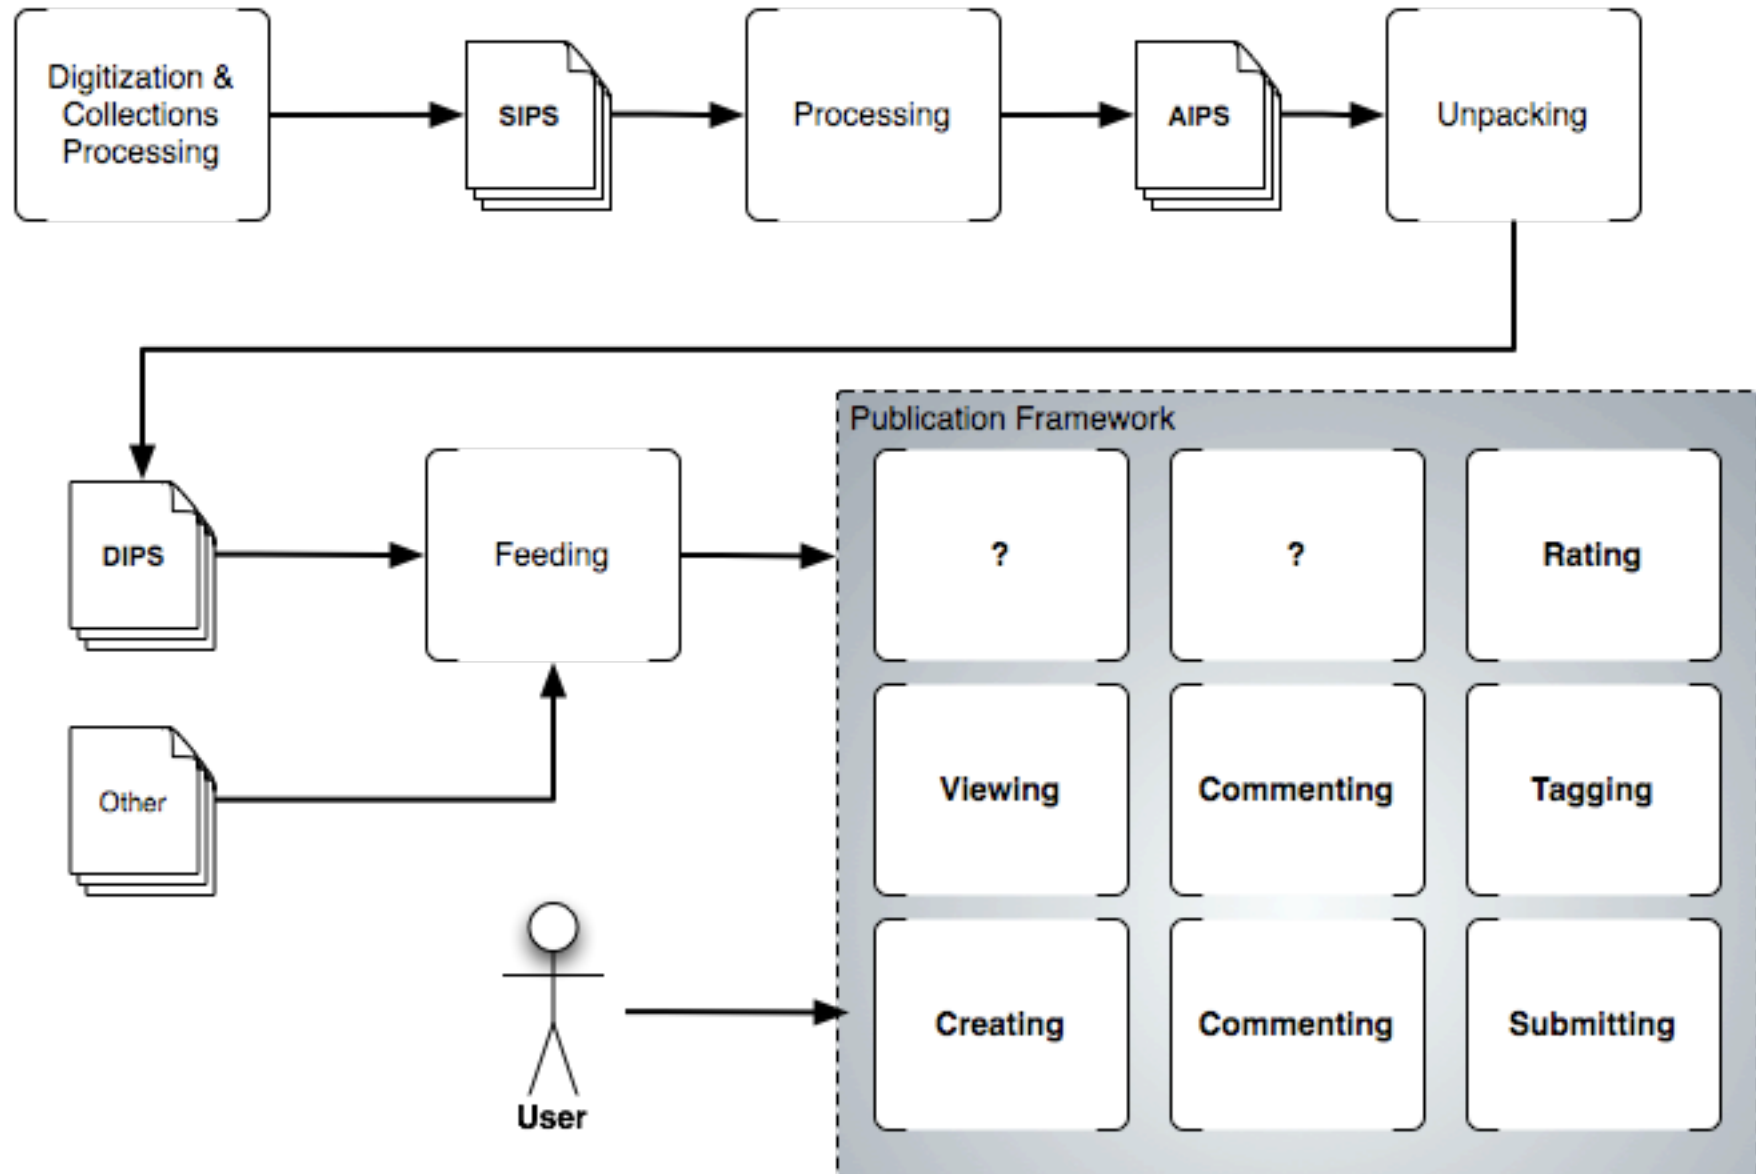 Digitization &
Collections
Processing
SIPS
Processing
AIPS
Unpacking
Publication Framework
DIPS
Feeding
?
?
Rating
Other
Viewing
Commenting
Tagging
Creating
Commenting
Submitting
User